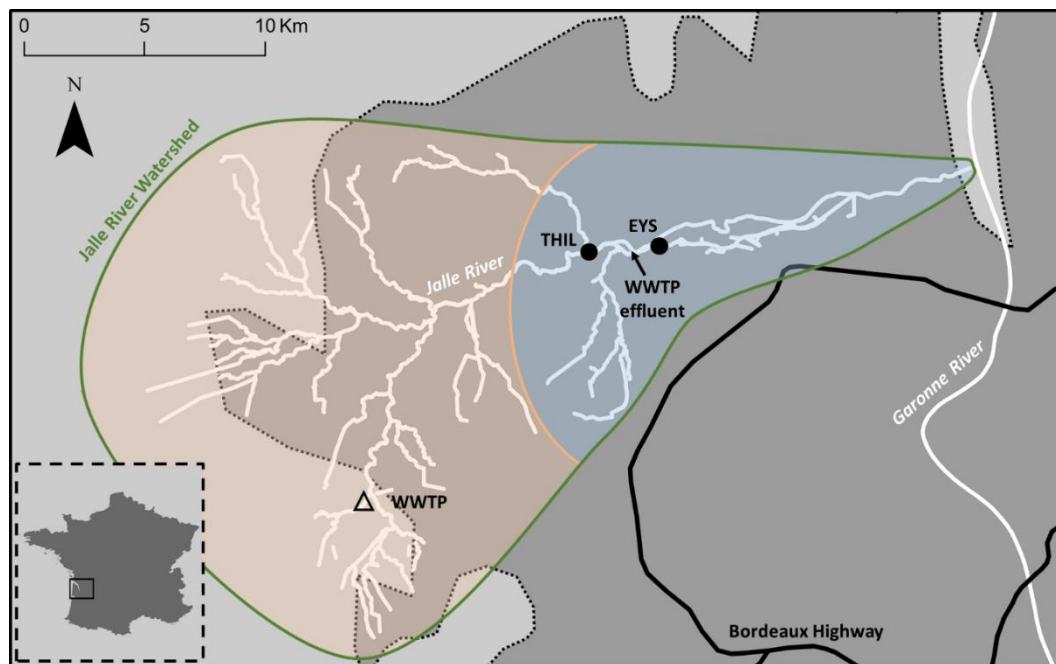 0 5 10 Km
N
Jalle River Watershed
THIL
EYS
Jalle River
WWTP
effluent
Garonne River
WWTP
Bordeaux Highway